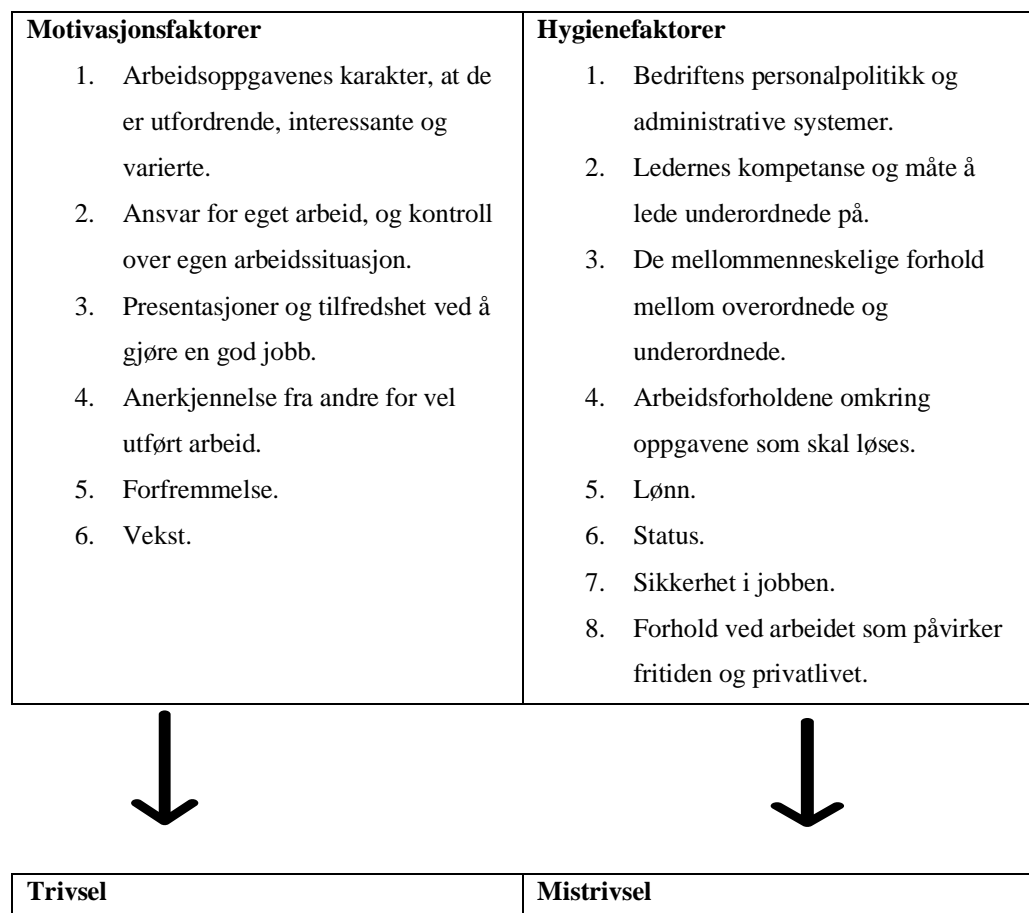 Motivasjonsfaktorer
1. Arbeidsoppgavenes karakter, at de
er utfordrende, interessante og
varierte.
2. Ansvar for eget arbeid, og kontroll
over egen arbeidssituasjon.
3. Presentasjoner og tilfredshet ved å
gjøre en god jobb.
4. Anerkjennelse fra andre for vel
utført arbeid.
5. Forfremmelse.
6. Vekst.
Hygienefaktorer
1. Bedriftens personalpolitikk og
administrative systemer.
2. Ledernes kompetanse og måte å
lede underordnede på.
3. De mellommenneskelige forhold
mellom overordnede og
underordnede.
4. Arbeidsforholdene omkring
oppgavene som skal løses.
5. Lønn.
6. Status.
7. Sikkerhet i jobben.
8. Forhold ved arbeidet som påvirker
fritiden og privatlivet.
Trivsel
Mistrivsel